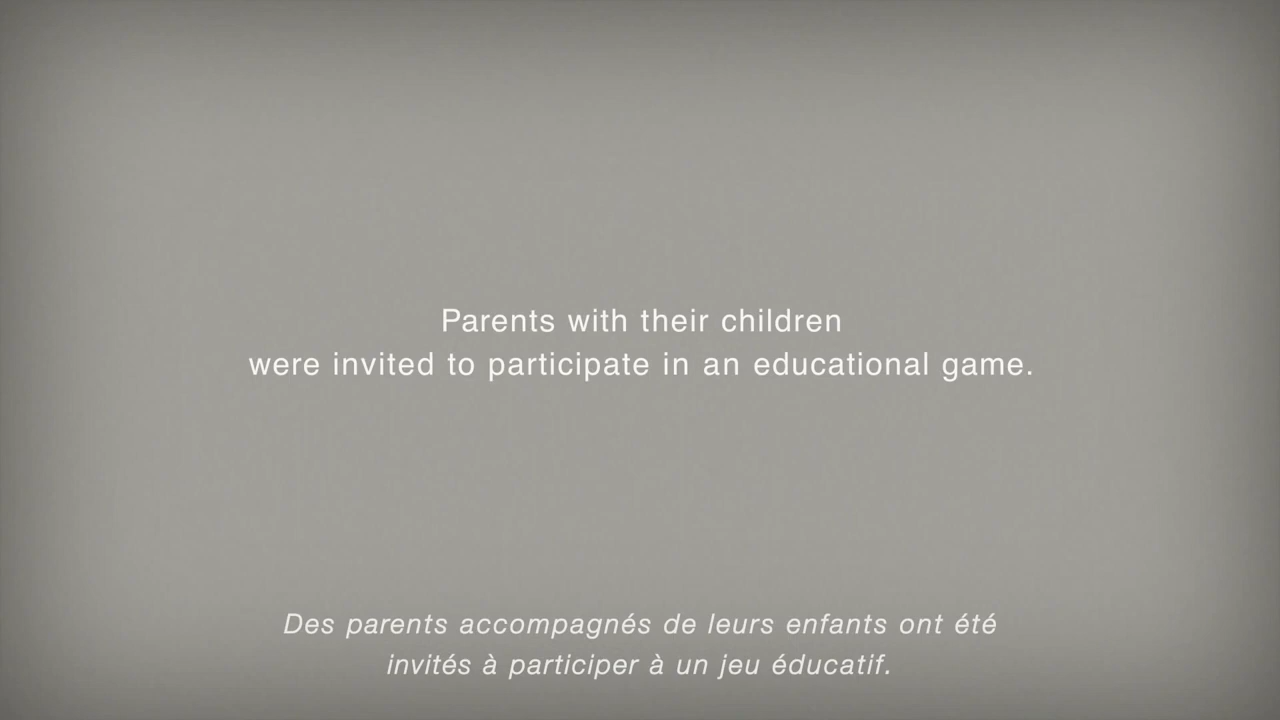 Parents with their children
were invited to participate in an educational game.
Des parents accompagnés de leurs enfants ont été
invités à participer à un jeu éducatif.